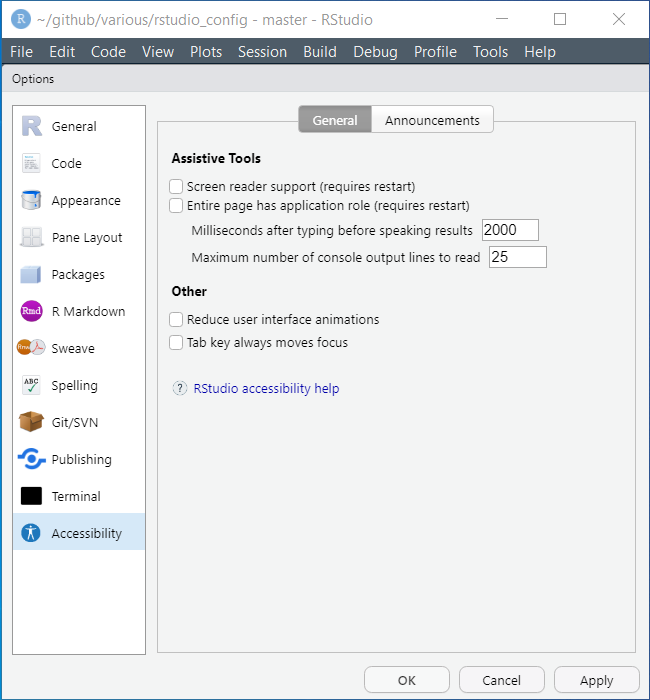 R ~/github/various/rstudio_config - master - RStudio
File Edit Code View Plots Session Build Debug Profile Tools Help
Options
R General
Code
Appearance
Pane Layout
Packages
Rmd R Markdown
Sweave
ABC Spelling
Git/SVN
Publishing
Terminal
Accessibility
General Announcements
Assistive Tools
Screen reader support (requires restart)
Entire page has application role (requires restart)
Milliseconds after typing before speaking results 2000
Maximum number of console output lines to read 25
Other
Reduce user interface animations
Tab key always moves focus
? RStudio accessibility help
OK Cancel Apply